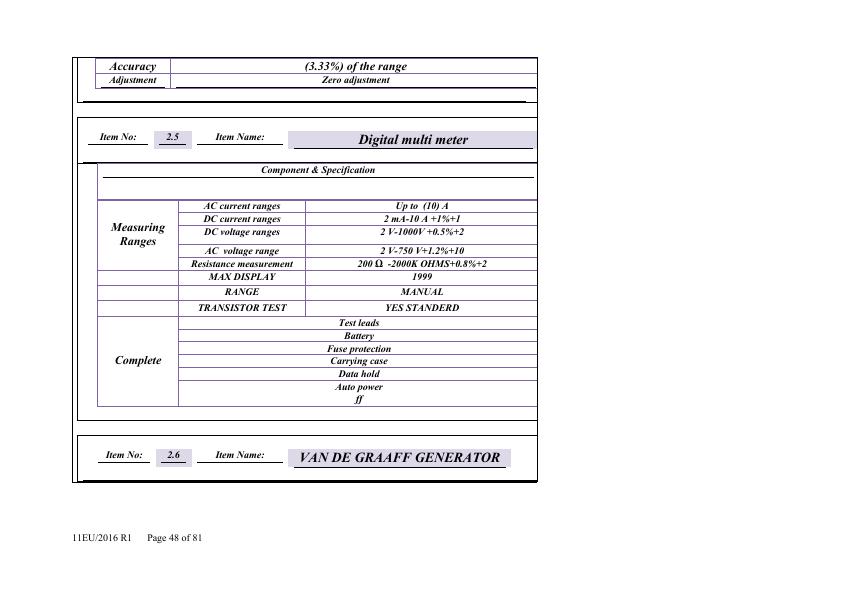 Accuracy (3.33%) of the range
Adjustment Zero adjustment
Item No: 2.5 Item Name: Digital multi meter
Component & Specification
Measuring Ranges
AC current ranges Up to (10) A
DC current ranges 2 mA-10 A +1%+1
DC voltage ranges 2 V-1000V +0.5%+2
AC voltage range 2 V-750 V+1.2%+10
Resistance measurement 200 Ω -2000K OHMS+0.8%+2
MAX DISPLAY 1999
RANGE MANUAL
TRANSISTOR TEST YES STANDERD
Complete
Test leads
Battery
Fuse protection
Carrying case
Data hold
Auto power
ff
Item No: 2.6 Item Name: VAN DE GRAAFF GENERATOR
11EU/2016 R1 Page 48 of 81